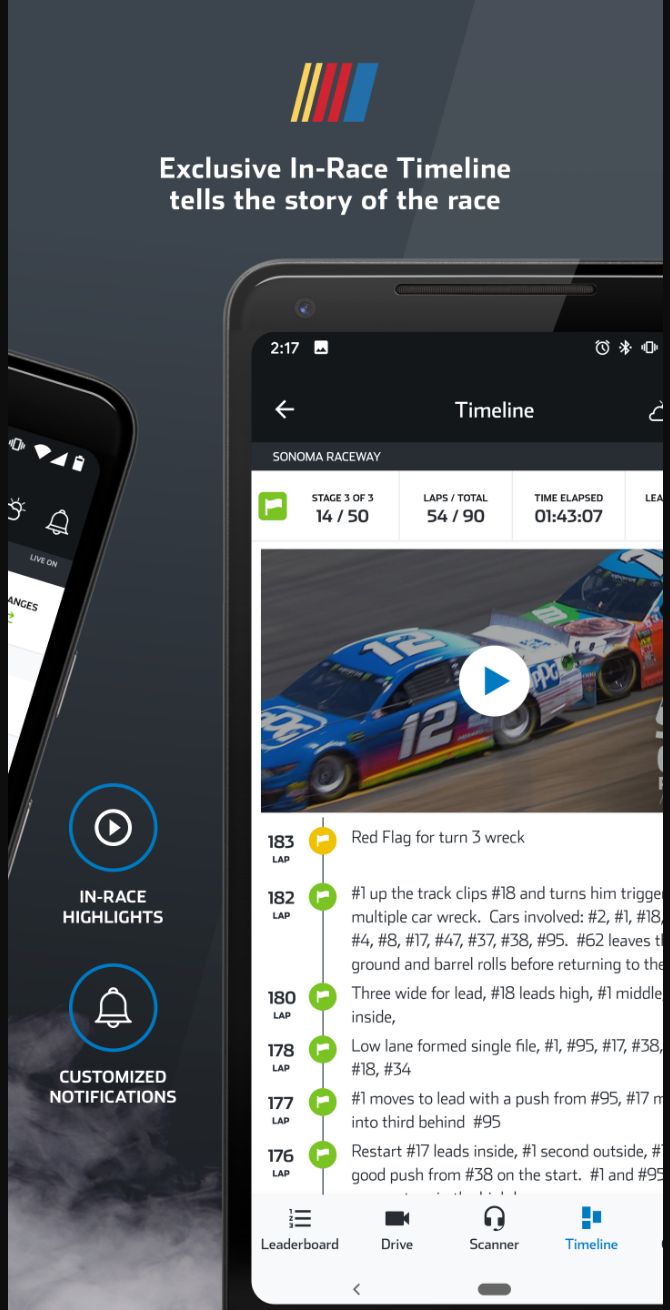 Exclusive In-Race Timeline
tells the story of the race
2:17
Timeline
SONOMA RACEWAY
LIVE ON
ANGES
STAGE 3 OF 3
14 / 50
LAPS / TOTAL
54 / 90
TIME ELAPSED
01:43:07
LEA
12
12
PPG
PPG
m
183
LAP
Red Flag for turn 3 wreck
182
LAP
#1 up the track clips #18 and turns him trigge
multiple car wreck. Cars involved: #2, #1, #18,
#4, #8, #17, #47, #37, #38, #95. #62 leaves t
ground and barrel rolls before returning to the
180
LAP
Three wide for lead, #18 leads high, #1 middle,
inside,
178
LAP
Low lane formed single file, #1, #95, #17, #38,
#18, #34
177
LAP
#1 moves to lead with a push from #95, #17 m
into third behind #95
176
LAP
Restart #17 leads inside, #1 second outside, #1
good push from #38 on the start. #1 and #95
IN-RACE
HIGHLIGHTS
CUSTOMIZED
NOTIFICATIONS
Leaderboard
Drive
Scanner
Timeline